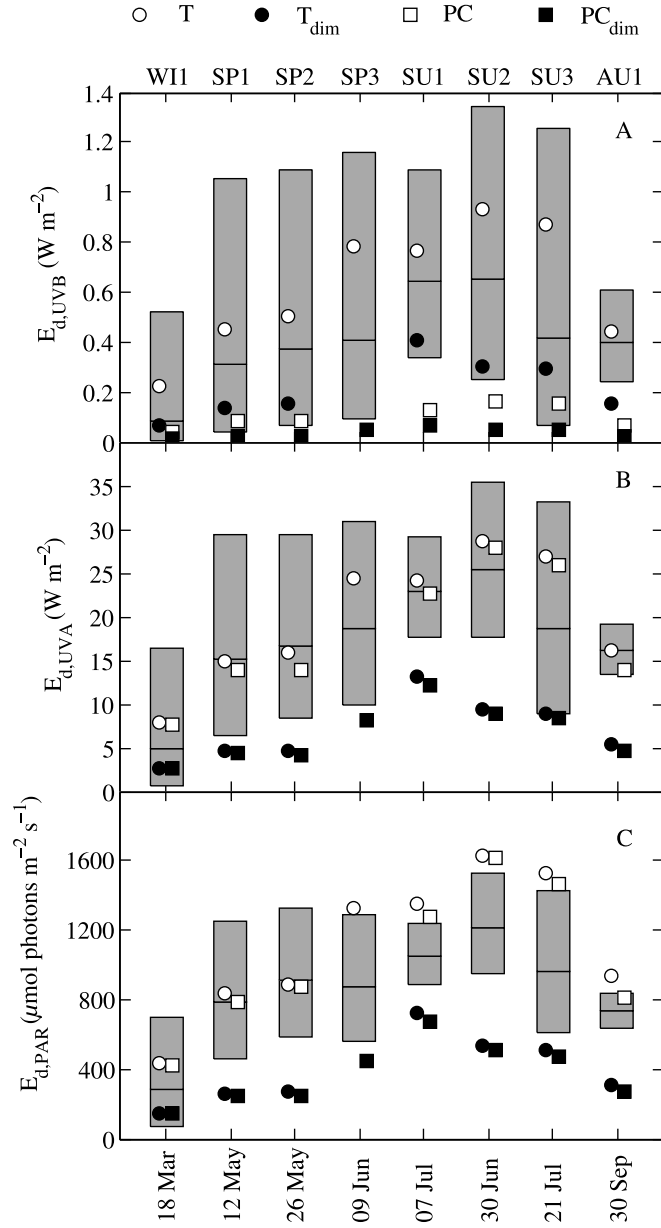 T T_dim PC PC_dim
WI1 SP1 SP2 SP3 SU1 SU2 SU3 AU1
A
1.4
1.2
1
0.8
0.6
0.4
0.2
0
E_d,UVB (W m⁻²)
B
35
30
25
20
15
10
5
0
E_d,UVA (W m⁻²)
C
1600
1200
800
400
0
E_d,PAR (μmol photons m⁻² s⁻¹)
18 Mar
12 May
26 May
09 Jun
07 Jul
30 Jun
21 Jul
30 Sep